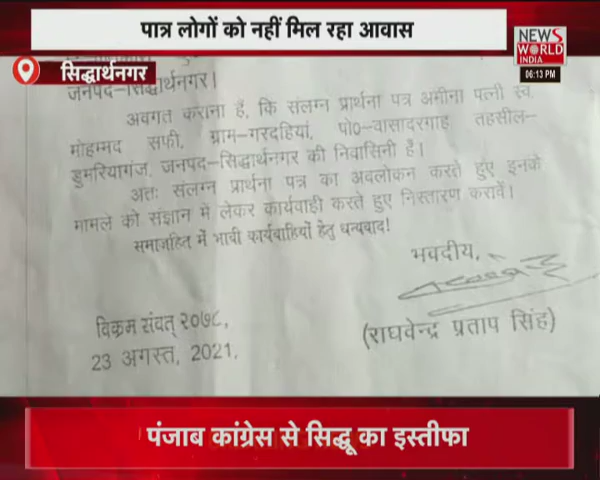 पात्र लोगों को नहीं मिल रहा आवास
NEWS
WORLD
INDIA
06:13 PM
सिद्धार्थनगर
जनपद–सिद्धार्थनगर।
अवगत कराना है, कि संलग्न प्रार्थना पत्र अमीना पत्नी स्व.
मोहम्मद सफी, ग्राम–गरदहियां, पो०–वासादरगाह तहसील–
डुमरियागंज, जनपद–सिद्धार्थनगर की निवासिनी है।
अतः संलग्न प्रार्थना पत्र का अवलोकन करते हुए इनके
मामले को संज्ञान में लेकर कार्यवाही करते हुए निस्तारण करावें।
समाजहित में भावी कार्यवाहियों हेतु धन्यवाद!
भवदीय,
(राघवेन्द्र प्रताप सिंह)
विक्रम संवत् २०७८,
23 अगस्त, 2021,
पंजाब कांग्रेस से सिद्धू का इस्तीफा